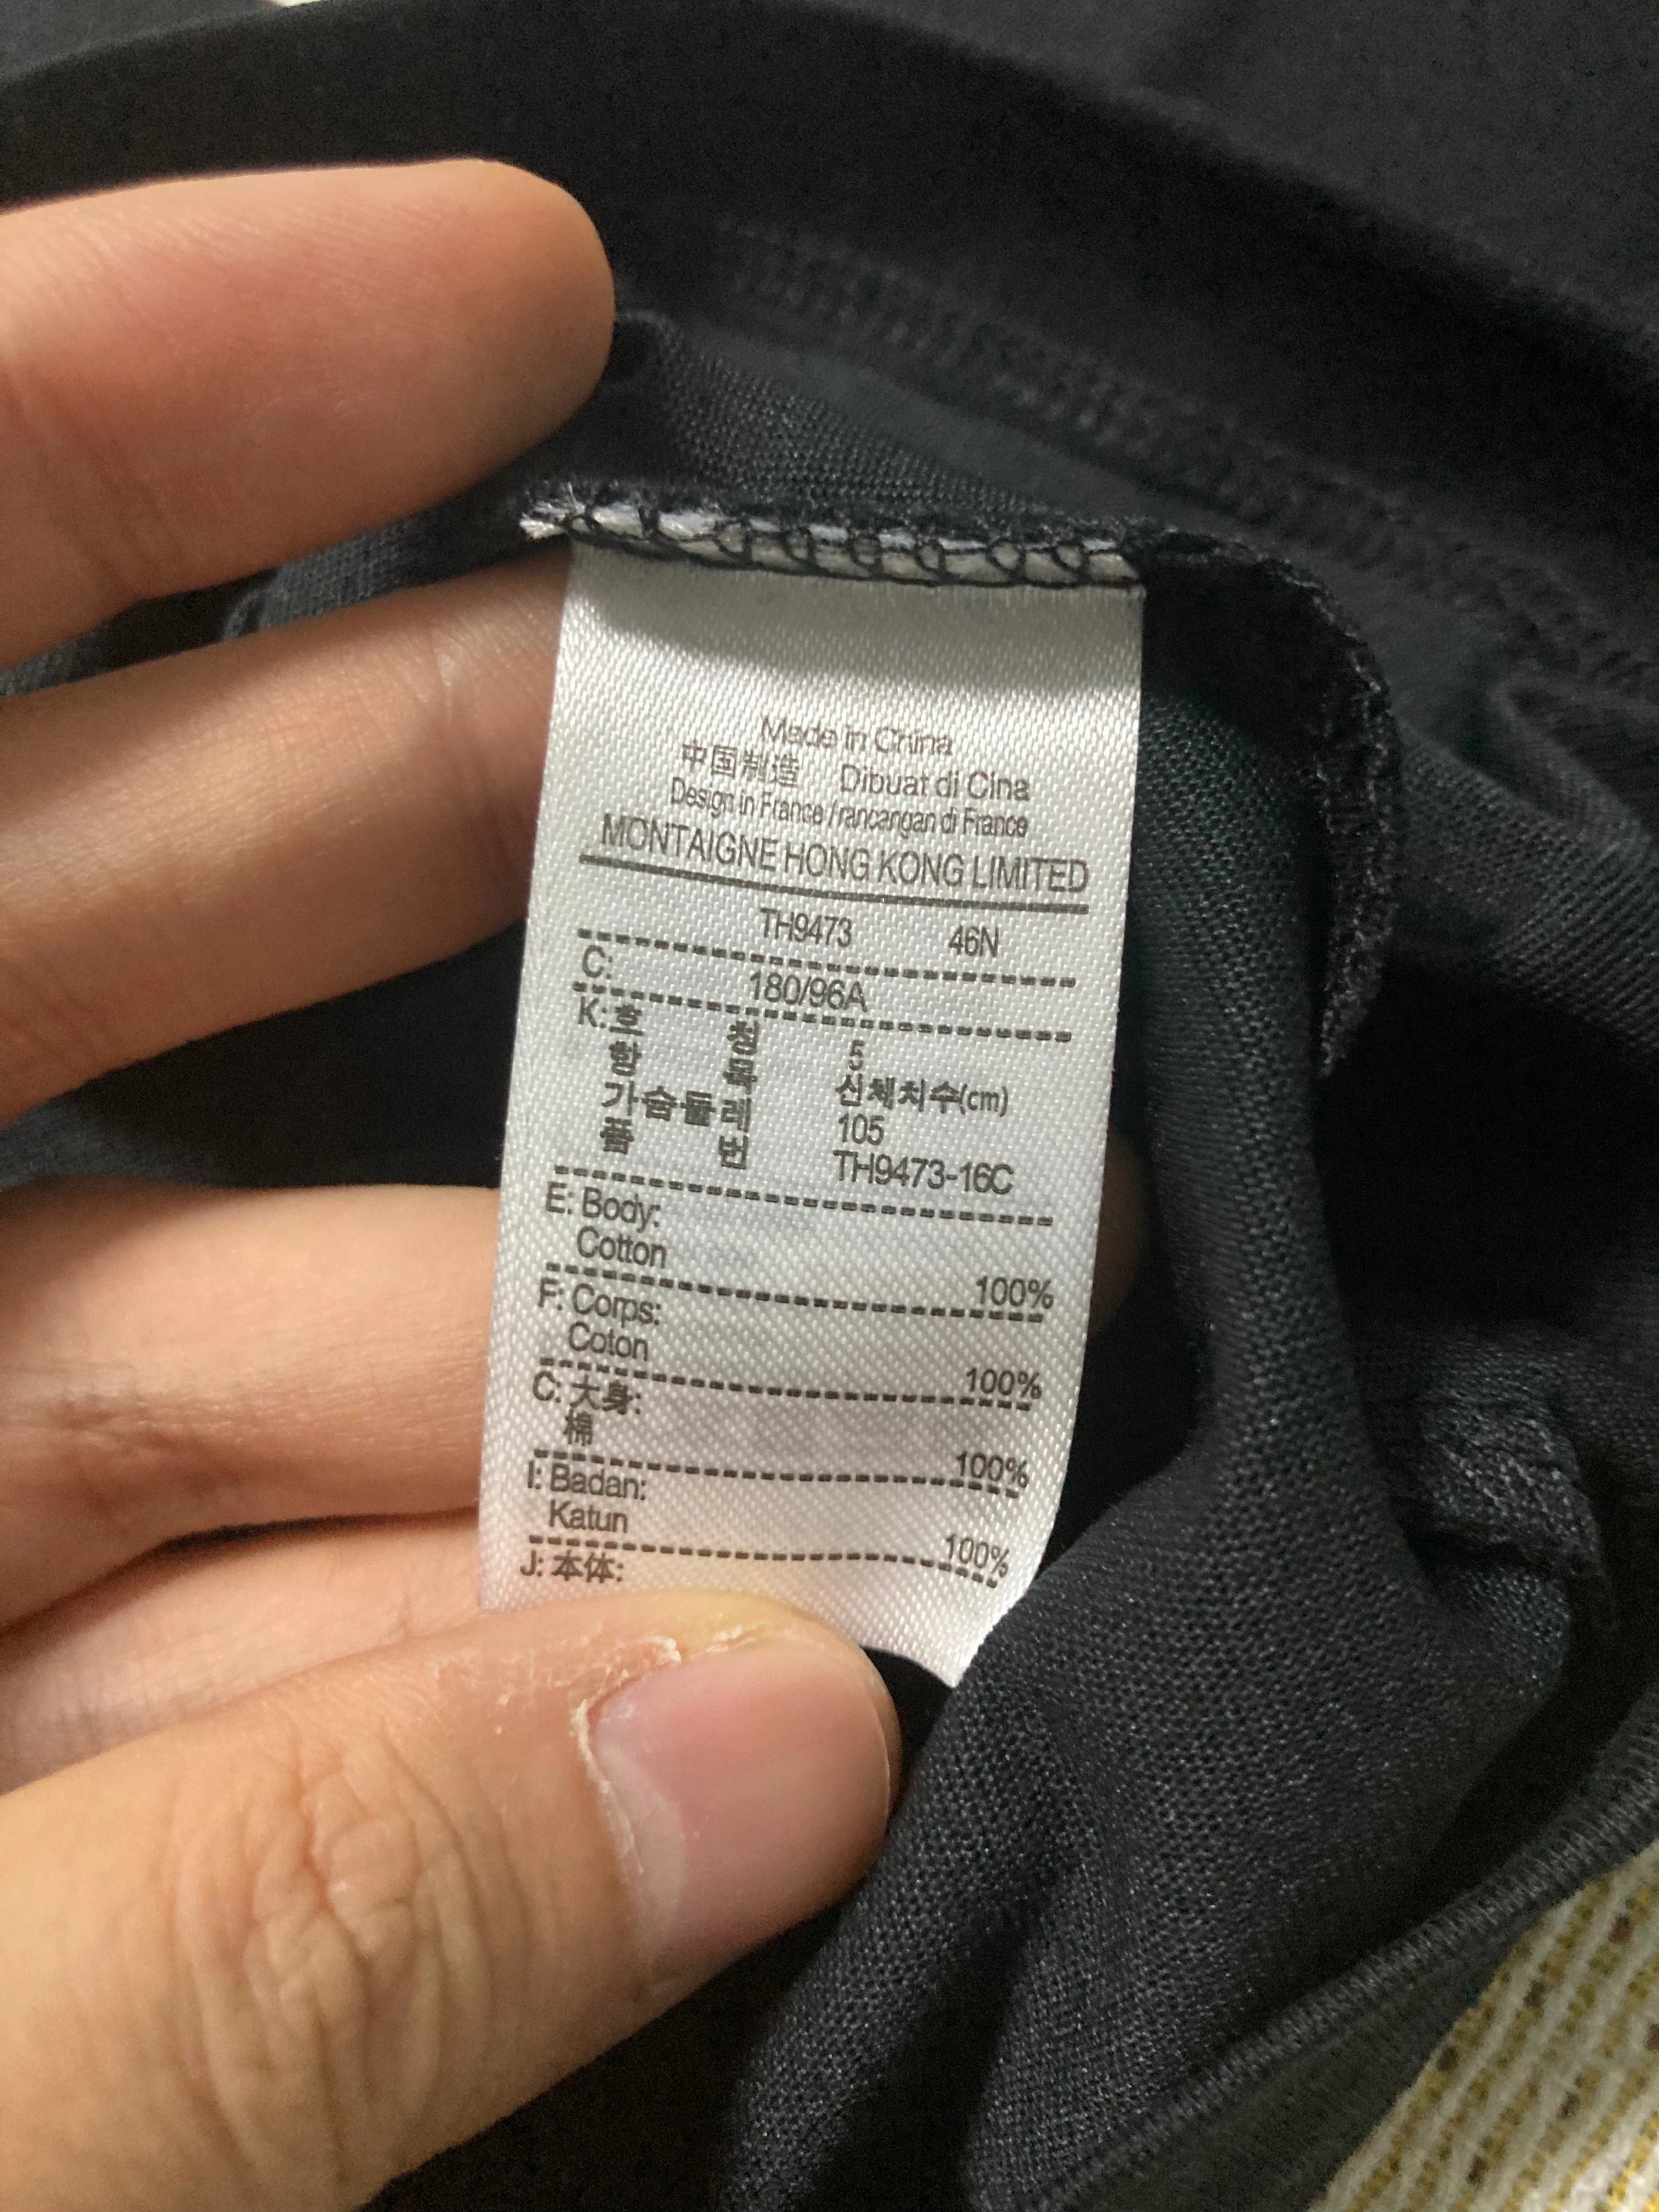 Made in China
中国制造 Dibuat di Cina
Design in France / rancangan di France
MONTAIGNE HONG KONG LIMITED
TH9473 46N
C: 180/96A
K: 호 칭 5
항 목 신체치수(cm)
가슴둘레 105
품 번 TH9473-16C
E: Body:
Cotton 100%
F: Corps:
Coton 100%
C: 大身:
棉 100%
I: Badan:
Katun 100%
J: 本体: